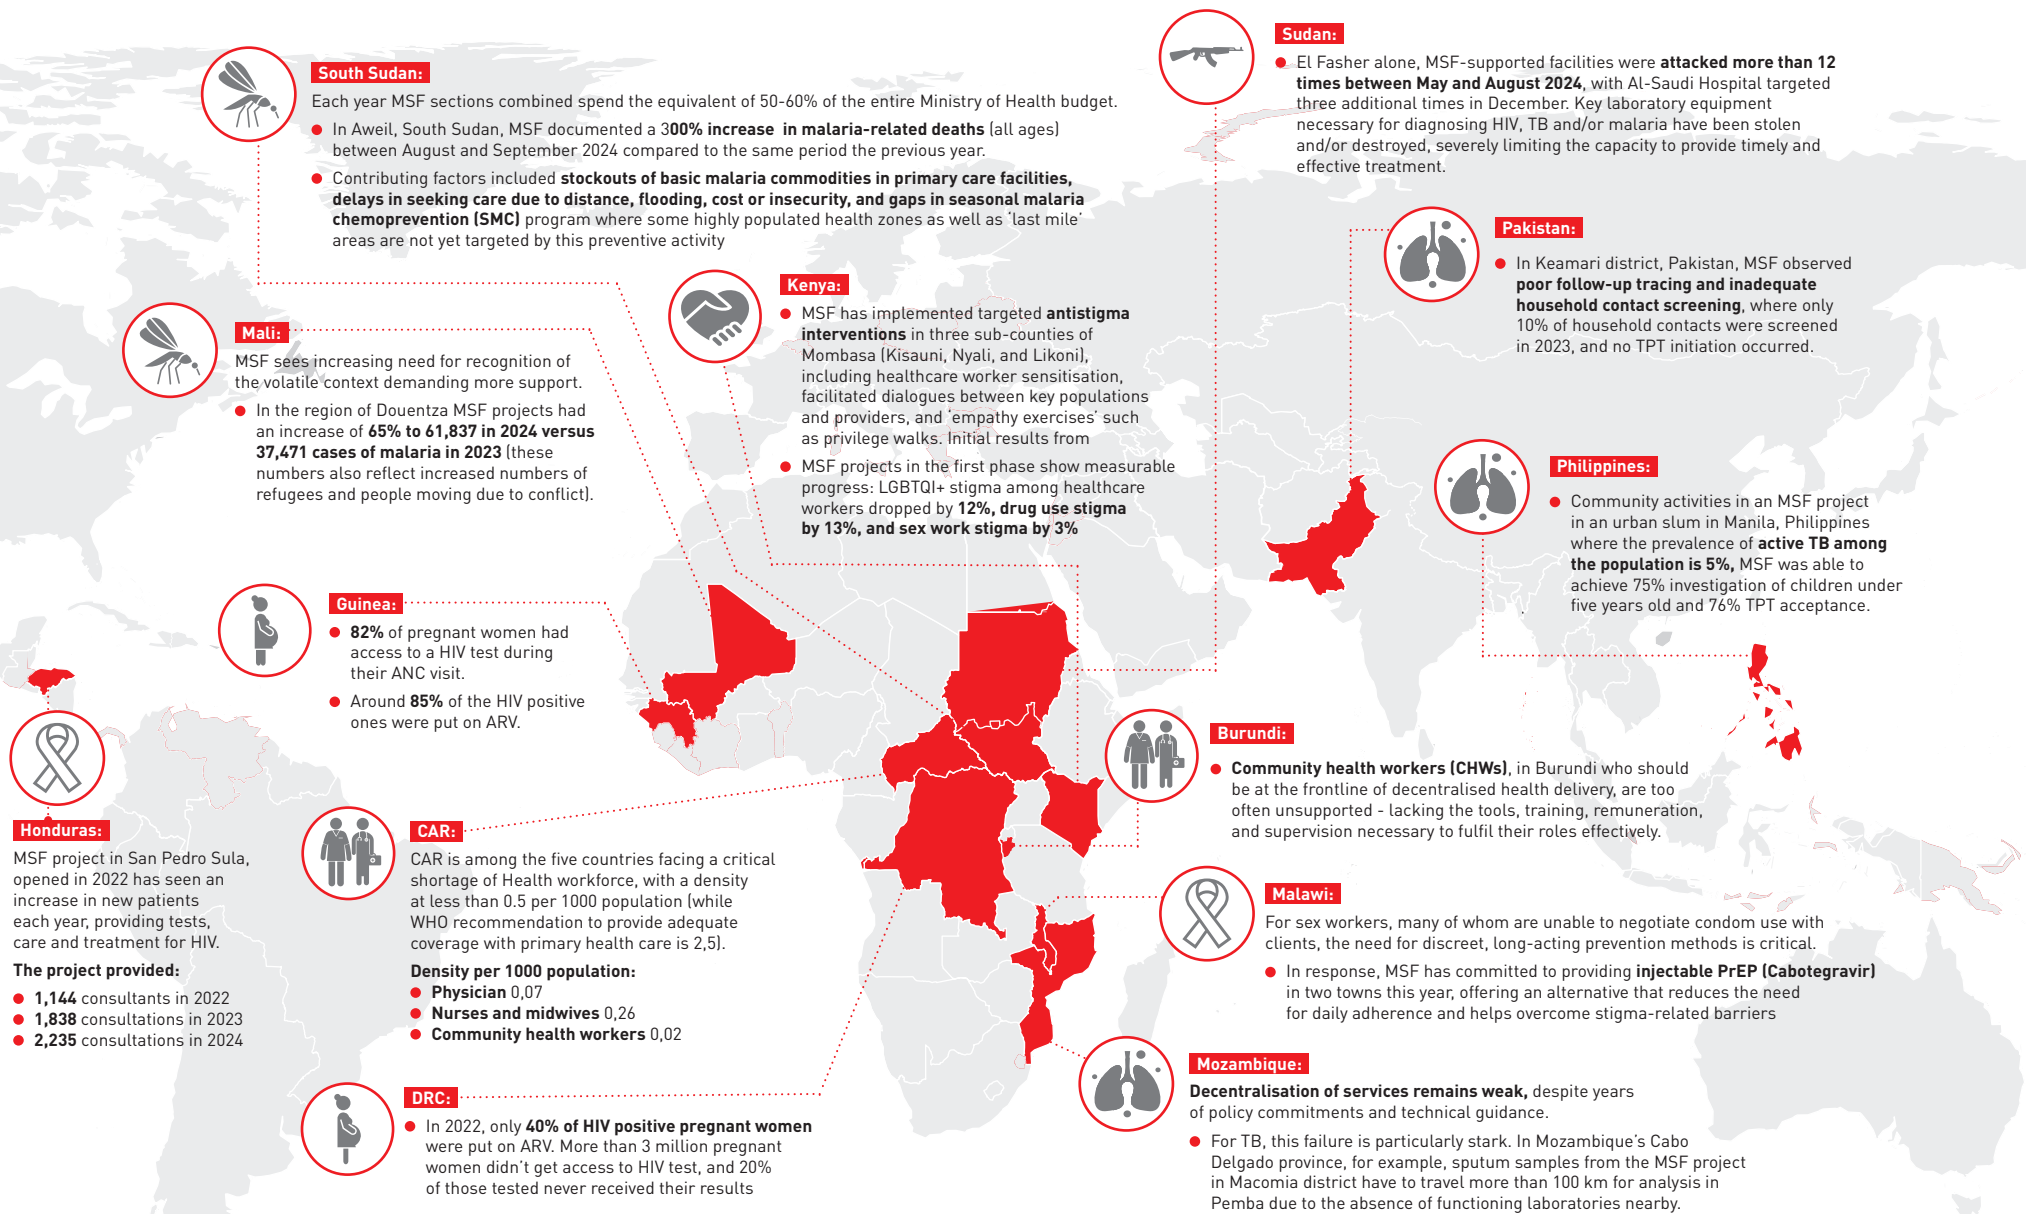 South Sudan:
Each year MSF sections combined spend the equivalent of 50-60% of the entire Ministry of Health budget.
In Aweil, South Sudan, MSF documented a 300% increase in malaria-related deaths (all ages)
between August and September 2024 compared to the same period the previous year.
Contributing factors included stockouts of basic malaria commodities in primary care facilities,
delays in seeking care due to distance, flooding, cost or insecurity, and gaps in seasonal malaria
chemoprevention (SMC) program where some highly populated health zones as well as ‘last mile’
areas are not yet targeted by this preventive activity
Sudan:
El Fasher alone, MSF-supported facilities were attacked more than 12
times between May and August 2024, with Al-Saudi Hospital targeted
three additional times in December. Key laboratory equipment
necessary for diagnosing HIV, TB and/or malaria have been stolen
and/or destroyed, severely limiting the capacity to provide timely and
effective treatment.
Pakistan:
In Keamari district, Pakistan, MSF observed
poor follow-up tracing and inadequate
household contact screening, where only
10% of household contacts were screened
in 2023, and no TPT initiation occurred.
Kenya:
MSF has implemented targeted antistigma
interventions in three sub-counties of
Mombasa (Kisauni, Nyali, and Likoni),
including healthcare worker sensitisation,
facilitated dialogues between key populations
and providers, and ‘empathy exercises’ such
as privilege walks. Initial results from
MSF projects in the first phase show measurable
progress: LGBTQI+ stigma among healthcare
workers dropped by 12%, drug use stigma
by 13%, and sex work stigma by 3%
Mali:
MSF sees increasing need for recognition of
the volatile context demanding more support.
In the region of Douentza MSF projects had
an increase of 65% to 61,837 in 2024 versus
37,471 cases of malaria in 2023 (these
numbers also reflect increased numbers of
refugees and people moving due to conflict).
Philippines:
Community activities in an MSF project
in an urban slum in Manila, Philippines
where the prevalence of active TB among
the population is 5%, MSF was able to
achieve 75% investigation of children under
five years old and 76% TPT acceptance.
Guinea:
82% of pregnant women had
access to a HIV test during
their ANC visit.
Around 85% of the HIV positive
ones were put on ARV.
Burundi:
Community health workers (CHWs), in Burundi who should
be at the frontline of decentralised health delivery, are too
often unsupported - lacking the tools, training, remuneration,
and supervision necessary to fulfil their roles effectively.
Honduras:
MSF project in San Pedro Sula,
opened in 2022 has seen an
increase in new patients
each year, providing tests,
care and treatment for HIV.
The project provided:
1,144 consultants in 2022
1,838 consultations in 2023
2,235 consultations in 2024
CAR:
CAR is among the five countries facing a critical
shortage of Health workforce, with a density
at less than 0.5 per 1000 population (while
WHO recommendation to provide adequate
coverage with primary health care is 2,5).
Density per 1000 population:
Physician 0,07
Nurses and midwives 0,26
Community health workers 0,02
Malawi:
For sex workers, many of whom are unable to negotiate condom use with
clients, the need for discreet, long-acting prevention methods is critical.
In response, MSF has committed to providing injectable PrEP (Cabotegravir)
in two towns this year, offering an alternative that reduces the need
for daily adherence and helps overcome stigma-related barriers
Mozambique:
Decentralisation of services remains weak, despite years
of policy commitments and technical guidance.
For TB, this failure is particularly stark. In Mozambique’s Cabo
Delgado province, for example, sputum samples from the MSF project
in Macomia district have to travel more than 100 km for analysis in
Pemba due to the absence of functioning laboratories nearby.
DRC:
In 2022, only 40% of HIV positive pregnant women
were put on ARV. More than 3 million pregnant
women didn’t get access to HIV test, and 20%
of those tested never received their results